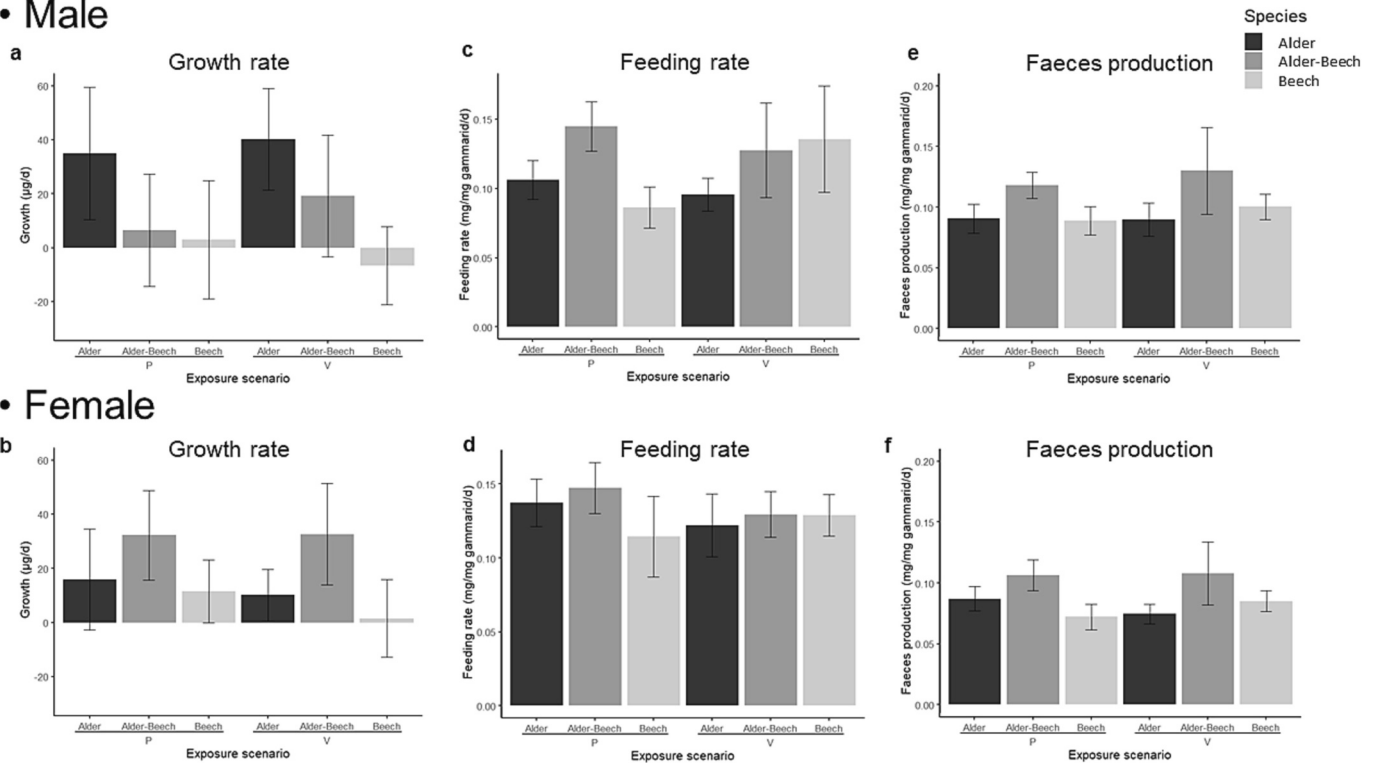 • Male
Species
Alder
Alder-Beech
Beech
a
Growth rate
60
40
20
0
-20
Growth (µg/d)
Alder Alder-Beech Beech Alder Alder-Beech Beech
P V
Exposure scenario
c
Feeding rate
0.15
0.10
0.05
0.00
Feeding rate (mg/mg gammarid/d)
Alder Alder-Beech Beech Alder Alder-Beech Beech
P V
Exposure scenario
e
Faeces production
0.20
0.15
0.10
0.05
0.00
Faeces production (mg/mg gammarid/d)
Alder Alder-Beech Beech Alder Alder-Beech Beech
P V
Exposure scenario
• Female
b
Growth rate
60
40
20
0
-20
Growth (µg/d)
Alder Alder-Beech Beech Alder Alder-Beech Beech
P V
Exposure scenario
d
Feeding rate
0.15
0.10
0.05
0.00
Feeding rate (mg/mg gammarid/d)
Alder Alder-Beech Beech Alder Alder-Beech Beech
P V
Exposure scenario
f
Faeces production
0.20
0.15
0.10
0.05
0.00
Faeces production (mg/mg gammarid/d)
Alder Alder-Beech Beech Alder Alder-Beech Beech
P V
Exposure scenario